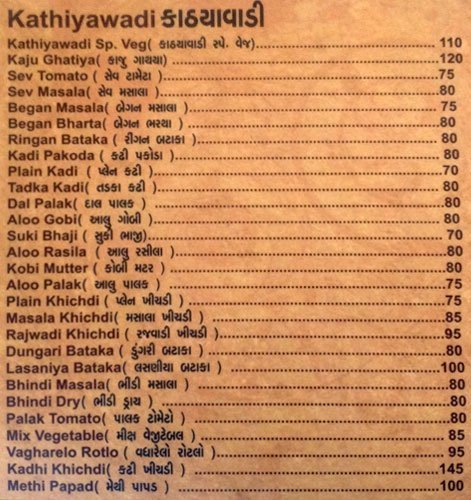 Kathiyawadi કાઠયાવાડી
Kathiyawadi Sp. Veg( કાઠયાવાડી સ્પે. વેજ)......110
Kaju Ghatiya( કાજુ ગાઠયા )......120
Sev Tomato ( સેવ ટામેટા)......75
Sev Masala( સેવ મસાલા )......80
Began Masala( બેગન મસાલા )......75
Began Bharta( બેગન ભરથા )......80
Ringan Bataka ( રીંગન બટાકા )......80
Kadi Pakoda ( કઢી પકોડા )......80
Plain Kadi ( પ્લેન કઢી )......70
Tadka Kadi( તડકા કઢી )......80
Dal Palak( દાલ પાલક )......80
Aloo Gobi( આલુ ગોબી )......80
Suki Bhaji( સુકી ભાજી)......70
Aloo Rasila ( આલુ રસીલા )......80
Kobi Mutter ( કોબી મટર )......80
Aloo Palak( આલુ પાલક )......75
Plain Khichdi ( પ્લેન ખીચડી )......75
Masala Khichdi( મસાલા ખીચડી )......85
Rajwadi Khichdi ( રજવાડી ખીચડી )......95
Dungari Bataka ( ડુંગરી બટાકા )......80
Lasaniya Bataka( લસણીયા બટાકા )......100
Bhindi Masala( ભીંડી મસાલા )......80
Bhindi Dry( ભીંડી ડ્રાય )......80
Palak Tomato( પાલક ટોમેટો )......80
Mix Vegetable( મીક્ષ વેજીટેબલ )......85
Vagharelo Rotlo ( વઘારેલો રોટલો )......95
Kadhi Khichdi( કઢી ખીચડી )......145
Methi Papad( મેથી પાપડ )......100